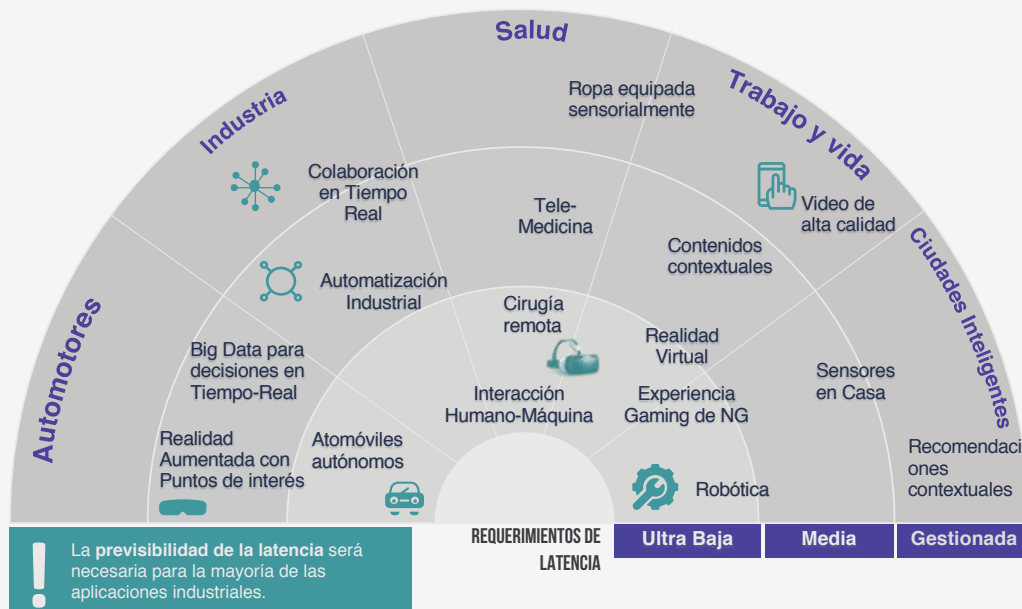 Salud
Ropa equipada
sensorialmente
Trabajo y vida
Industria
Colaboración
en Tiempo
Real
Tele-
Medicina
Video de
alta calidad
Contenidos
contextuales
Ciudades Inteligentes
Automatización
Industrial
Cirugía
remota
Automotores
Big Data para
decisiones en
Tiempo-Real
Realidad
Virtual
Sensores
en Casa
Interacción
Humano-Máquina
Experiencia
Gaming de NG
Realidad
Aumentada con
Puntos de interés
Atomóviles
autónomos
Robótica
Recomendaci
ones
contextuales
REQUERIMIENTOS DE
LATENCIA
Ultra Baja
Media
Gestionada
! La previsibilidad de la latencia será
necesaria para la mayoría de las
aplicaciones industriales.